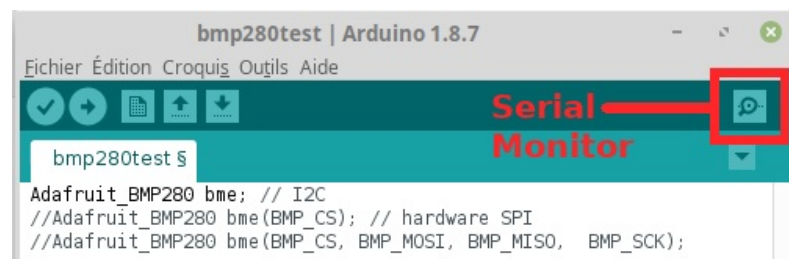 bmp280test | Arduino 1.8.7
Fichier Édition Croquis Outils Aide
Serial
Monitor
bmp280test §
Adafruit_BMP280 bme; // I2C
//Adafruit_BMP280 bme(BMP_CS); // hardware SPI
//Adafruit_BMP280 bme(BMP_CS, BMP_MOSI, BMP_MISO,  BMP_SCK);